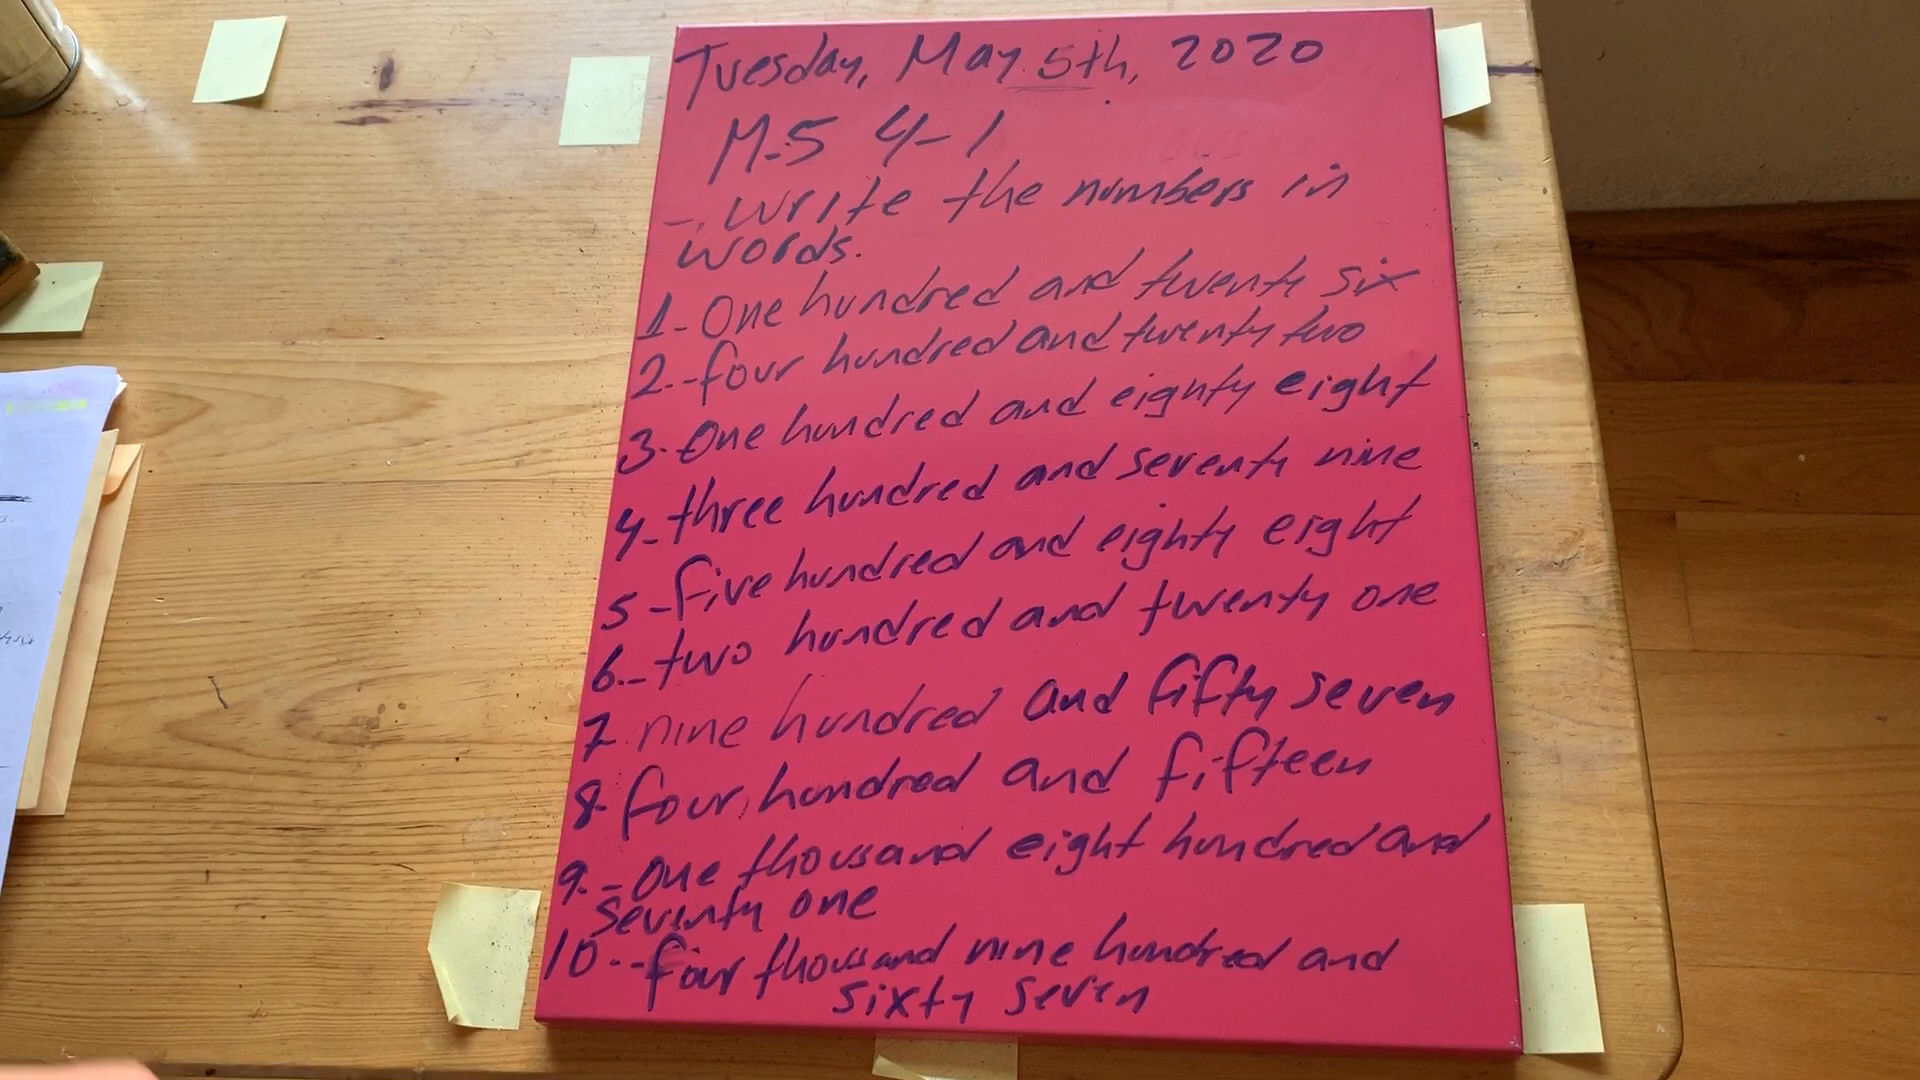 Tuesday, May 5th, 2020
M-5 4-1
-. Write the numbers in
words.
1- One hundred and twenty six
2.-four hundred and twenty two
3. One hundred and eighty eight
4- three hundred and seventy nine
5-five hundred and eighty eight
6.- two hundred and twenty one
7. nine hundred and fifty seven
8- four hundred and fifteen
9.- One thousand eight hundred and
seventy one
10.-four thousand nine hundred and
sixty seven